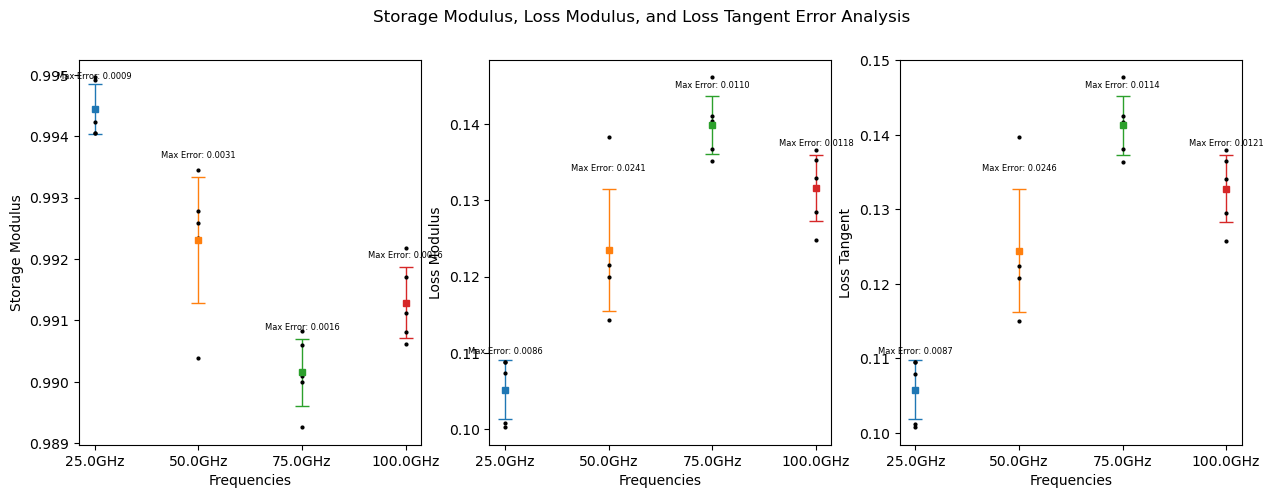 Storage Modulus, Loss Modulus, and Loss Tangent Error Analysis
Storage Modulus
0.995
0.994
0.993
0.992
0.991
0.990
0.989
Max Error: 0.0009
Max Error: 0.0031
Max Error: 0.0016
Max Error: 0.0016
25.0GHz
50.0GHz
75.0GHz
100.0GHz
Frequencies
Loss Modulus
0.14
0.13
0.12
0.11
0.10
Max Error: 0.0086
Max Error: 0.0241
Max Error: 0.0110
Max Error: 0.0118
25.0GHz
50.0GHz
75.0GHz
100.0GHz
Frequencies
Loss Tangent
0.15
0.14
0.13
0.12
0.11
0.10
Max Error: 0.0087
Max Error: 0.0246
Max Error: 0.0114
Max Error: 0.0121
25.0GHz
50.0GHz
75.0GHz
100.0GHz
Frequencies